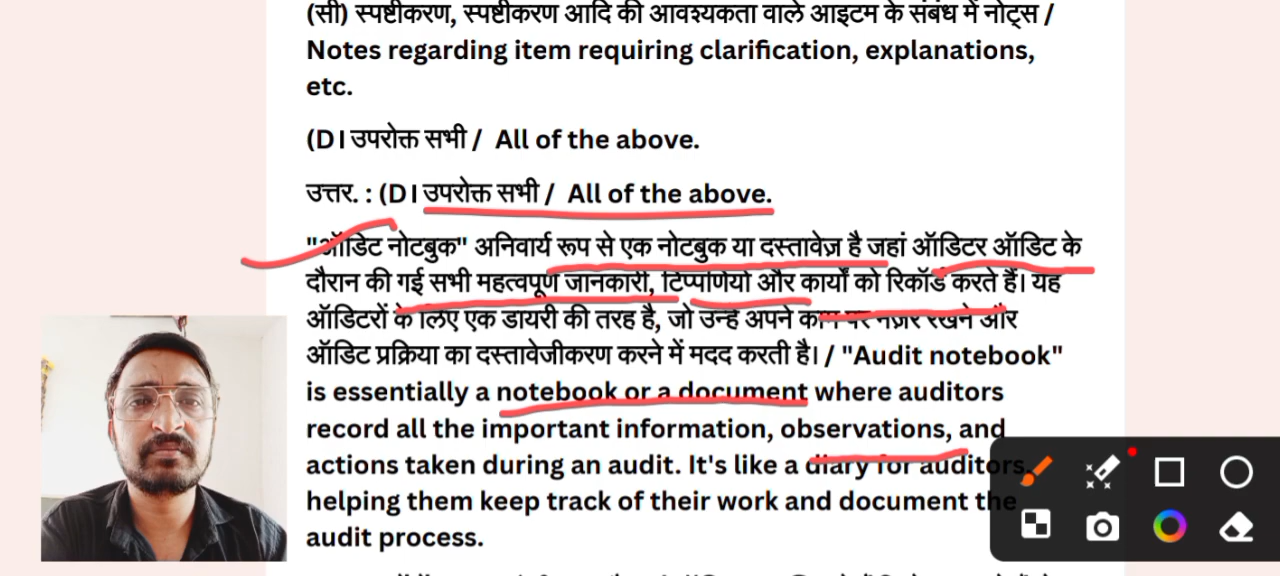 (सी) स्पष्टीकरण, स्पष्टीकरण आदि की आवश्यकता वाले आइटम के संबंध में नोट्स /
Notes regarding item requiring clarification, explanations,
etc.
(D I उपरोक्त सभी / All of the above.
उत्तर. : (D I उपरोक्त सभी / All of the above.
"ऑडिट नोटबुक" अनिवार्य रूप से एक नोटबुक या दस्तावेज़ है जहां ऑडिटर ऑडिट के
दौरान की गई सभी महत्वपूर्ण जानकारी, टिप्पणियों और कार्यों को रिकॉर्ड करते हैं। यह
ऑडिटरों के लिए एक डायरी की तरह है, जो उन्हें अपने काम पर नज़र रखने और
ऑडिट प्रक्रिया का दस्तावेजीकरण करने में मदद करती है। / "Audit notebook"
is essentially a notebook or a document where auditors
record all the important information, observations, and
actions taken during an audit. It's like a diary for auditors,
helping them keep track of their work and document the
audit process.